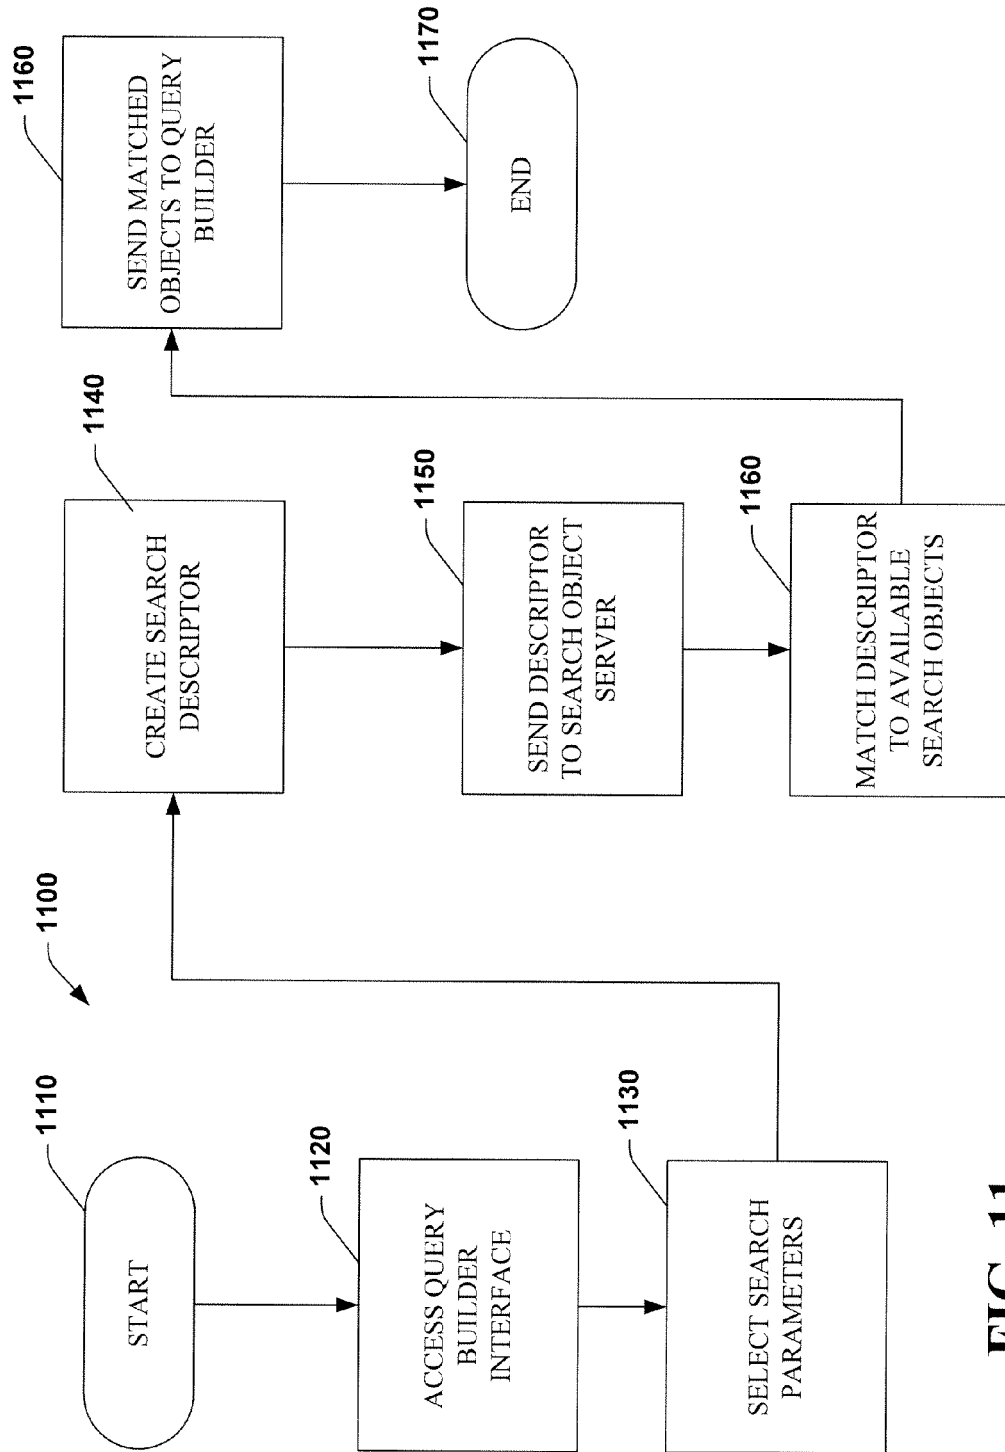 1100
1110
START
1120
ACCESS QUERY
BUILDER
INTERFACE
1130
SELECT SEARCH
PARAMETERS
1140
CREATE SEARCH
DESCRIPTOR
1150
SEND DESCRIPTOR
TO SEARCH OBJECT
SERVER
1160
MATCH DESCRIPTOR
TO AVAILABLE
SEARCH OBJECTS
1160
SEND MATCHED
OBJECTS TO QUERY
BUILDER
1170
END
FIG. 11